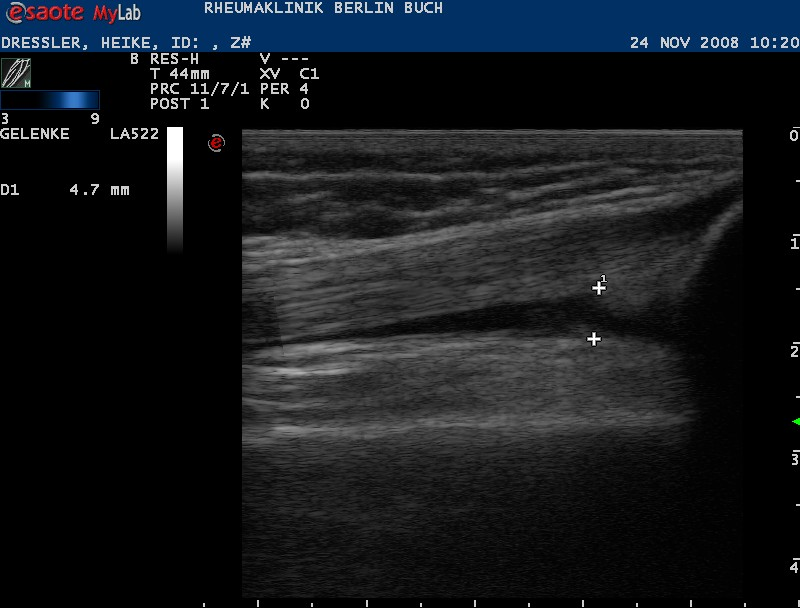 esaote MyLab
RHEUMAKLINIK BERLIN BUCH
DRESSLER, HEIKE, ID: , Z#
24 NOV 2008 10:20
B RES-H V ---
T 44mm XV C1
PRC 11/7/1 PER 4
POST 1 K 0
M
3 9
GELENKE LA522
e
D1 4.7 mm
0
1
1
2
3
4